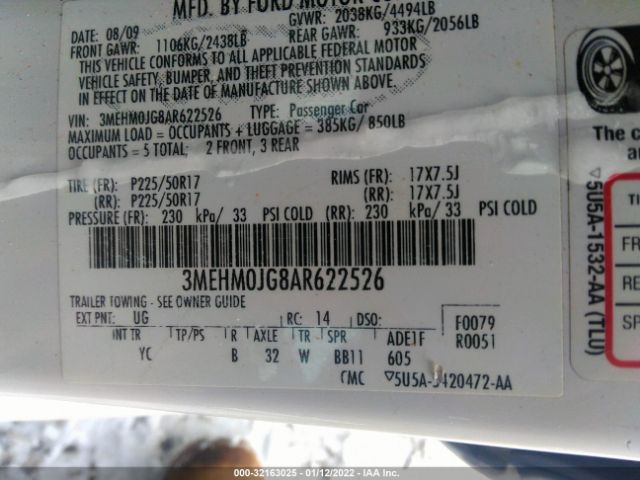 MFD. BY FORD MOTOR CO
DATE: 08/09 GVWR: 2038KG/4494LB
FRONT GAWR: 1106KG/2438LB REAR GAWR: 933KG/2056LB
THIS VEHICLE CONFORMS TO ALL APPLICABLE FEDERAL MOTOR
VEHICLE SAFETY, BUMPER, AND THEFT PREVENTION STANDARDS
IN EFFECT ON THE DATE OF MANUFACTURE SHOWN ABOVE.
VIN: 3MEHM0JG8AR622526 TYPE: Passenger Car
MAXIMUM LOAD = OCCUPANTS + LUGGAGE = 385KG/ 850LB
OCCUPANTS = 5 TOTAL; 2 FRONT, 3 REAR
TIRE (FR): P225/50R17 RIMS (FR): 17X7.5J
(RR): P225/50R17 (RR): 17X7.5J
PRESSURE (FR): 230 kPa/ 33 PSI COLD (RR): 230 kPa/ 33 PSI COLD
3MEHM0JG8AR622526
TRAILER TOWING - SEE OWNER GUIDE
EXT PNT: UG RC: 14 DSO: F0079
R0051
INT TR TP/PS R AXLE TR SPR ADEIF
YC B 32 W BB11 605
CMC ▽5U5A-5420472-AA
The c
an
▽5U5A-1532-AA (TLU)
TI
FR
RE
SP
000-32163025 - 01/12/2022 - IAA Inc.